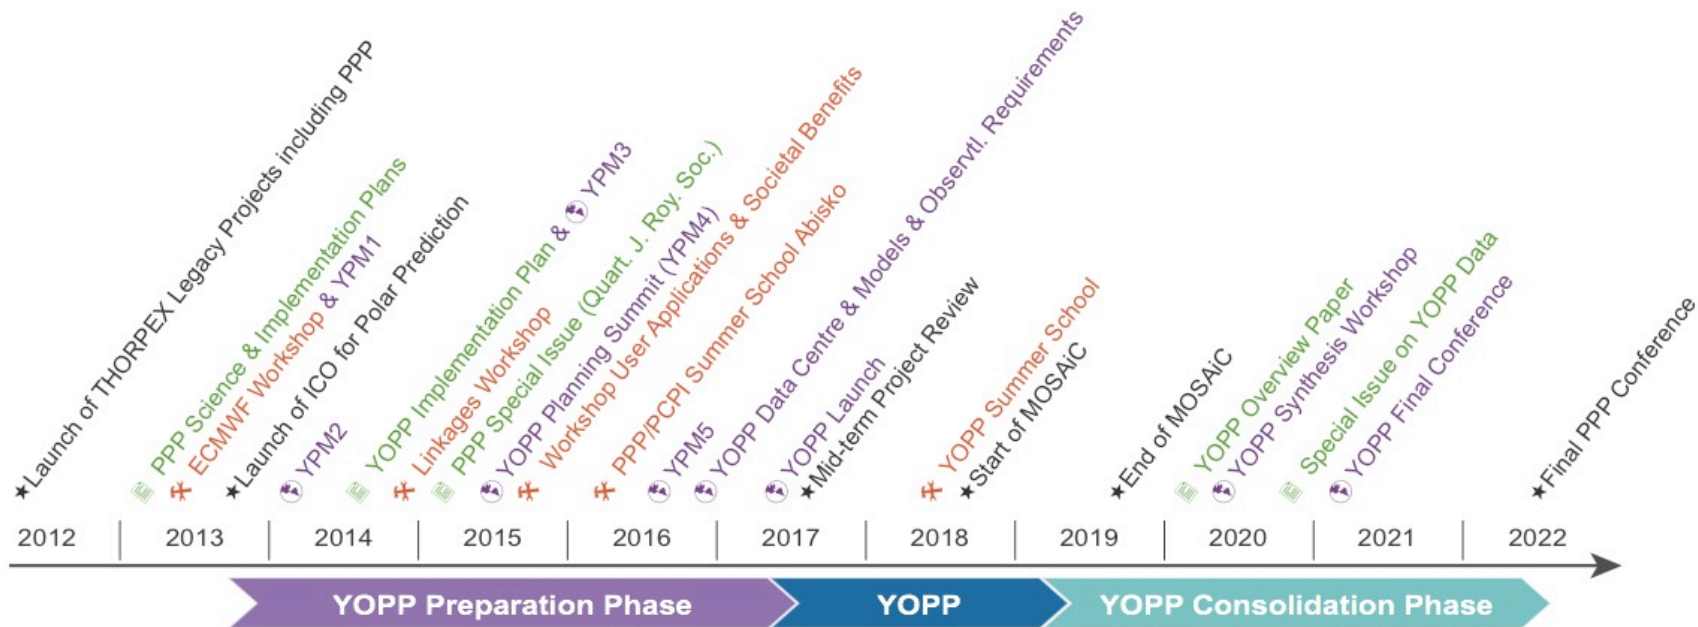 ★Launch of THORPEX Legacy Projects including PPP
PPP Science & Implementation Plans
ECMWF Workshop & YPM1
★Launch of ICO for Polar Prediction
YPM2
YOPP Implementation Plan & YPM3
Linkages Workshop
PPP Special Issue (Quart. J. Roy. Soc.)
YOPP Planning Summit (YPM4)
Workshop User Applications & Societal Benefits
PPP/PCPI Summer School Abisko
YPM5
YOPP Data Centre & Models & Observtl. Requirements
YOPP Launch
★Mid-term Project Review
YOPP Summer School
★Start of MOSAiC
★End of MOSAiC
YOPP Overview Paper
YOPP Synthesis Workshop
Special Issue on YOPP Data
YOPP Final Conference
★Final PPP Conference
2012 2013 2014 2015 2016 2017 2018 2019 2020 2021 2022
YOPP Preparation Phase YOPP YOPP Consolidation Phase